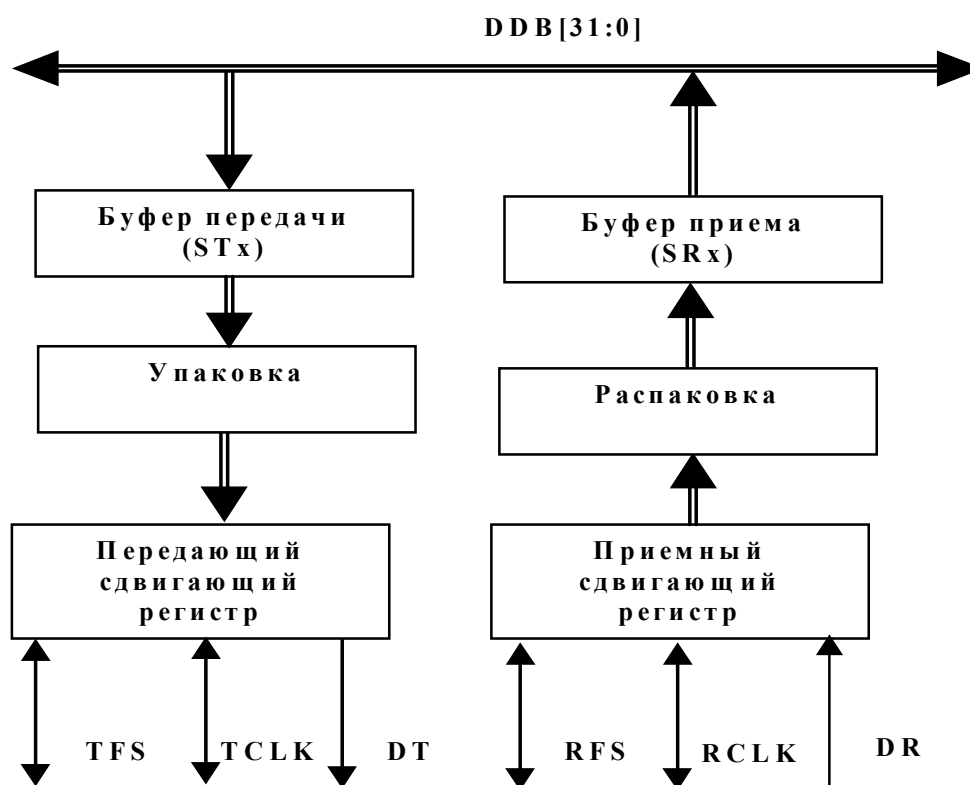 DDB[31:0]
Буфер передачи
(STx)
Буфер приема
(SRx)
Упаковка
Распаковка
Передающий
сдвигающий
регистр
Приемный
сдвигающий
регистр
TFS TCLK DT RFS RCLK DR